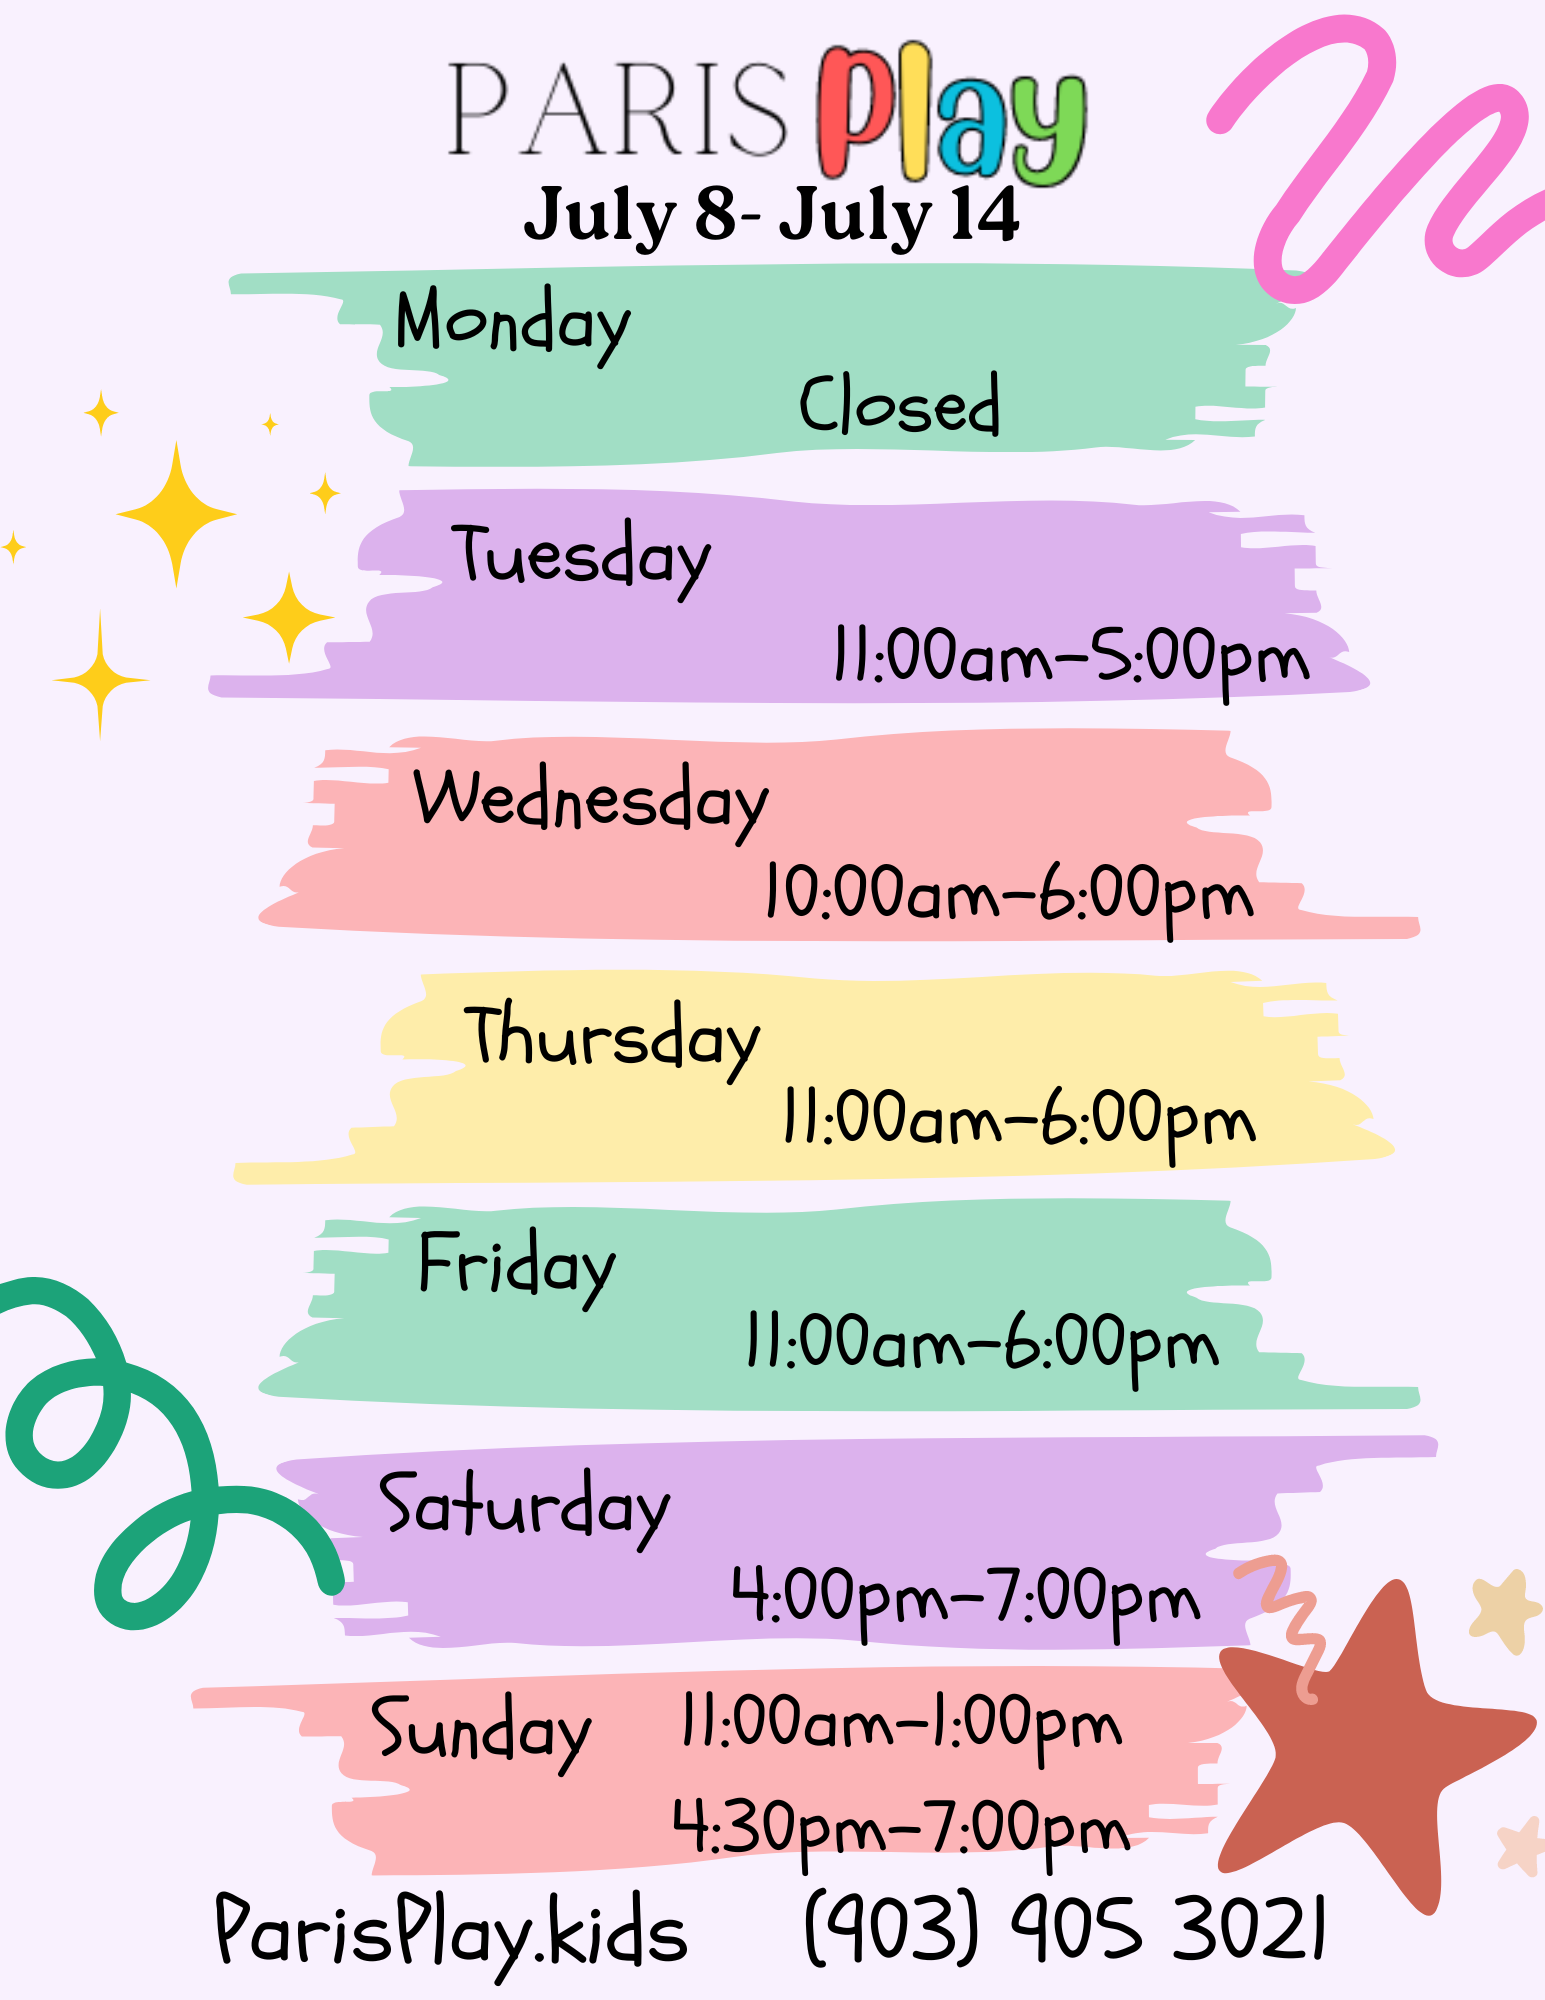 PARIS play
July 8- July 14
Monday
Closed
Tuesday
11:00am-5:00pm
Wednesday
10:00am-6:00pm
Thursday
11:00am-6:00pm
Friday
11:00am-6:00pm
Saturday
4:00pm-7:00pm
Sunday 11:00am-1:00pm
4:30pm-7:00pm
ParisPlay.kids (903) 905 3021